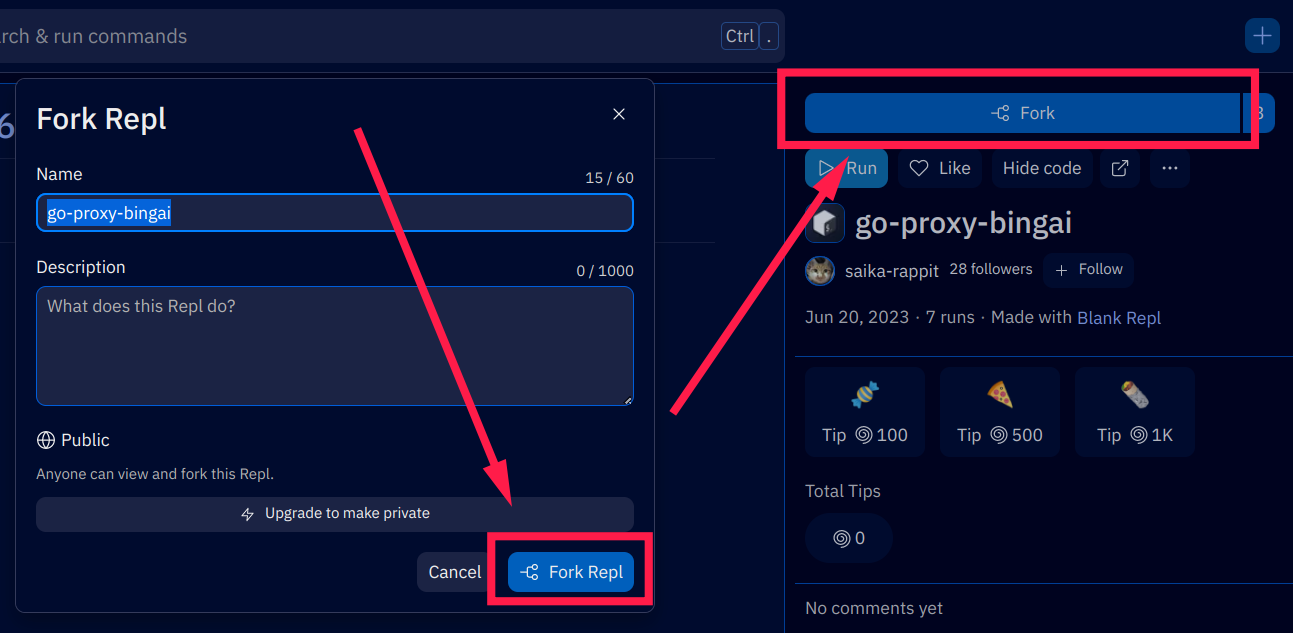 rch & run commands
Ctrl .
Fork Repl
Name
15 / 60
go-proxy-bingai
Description
0 / 1000
What does this Repl do?
Public
Anyone can view and fork this Repl.
Upgrade to make private
Cancel
Fork Repl
6
Fork
3
Run
Like
Hide code
go-proxy-bingai
saika-rappit 28 followers + Follow
Jun 20, 2023 · 7 runs · Made with Blank Repl
Tip 100
Tip 500
Tip 1K
Total Tips
0
No comments yet